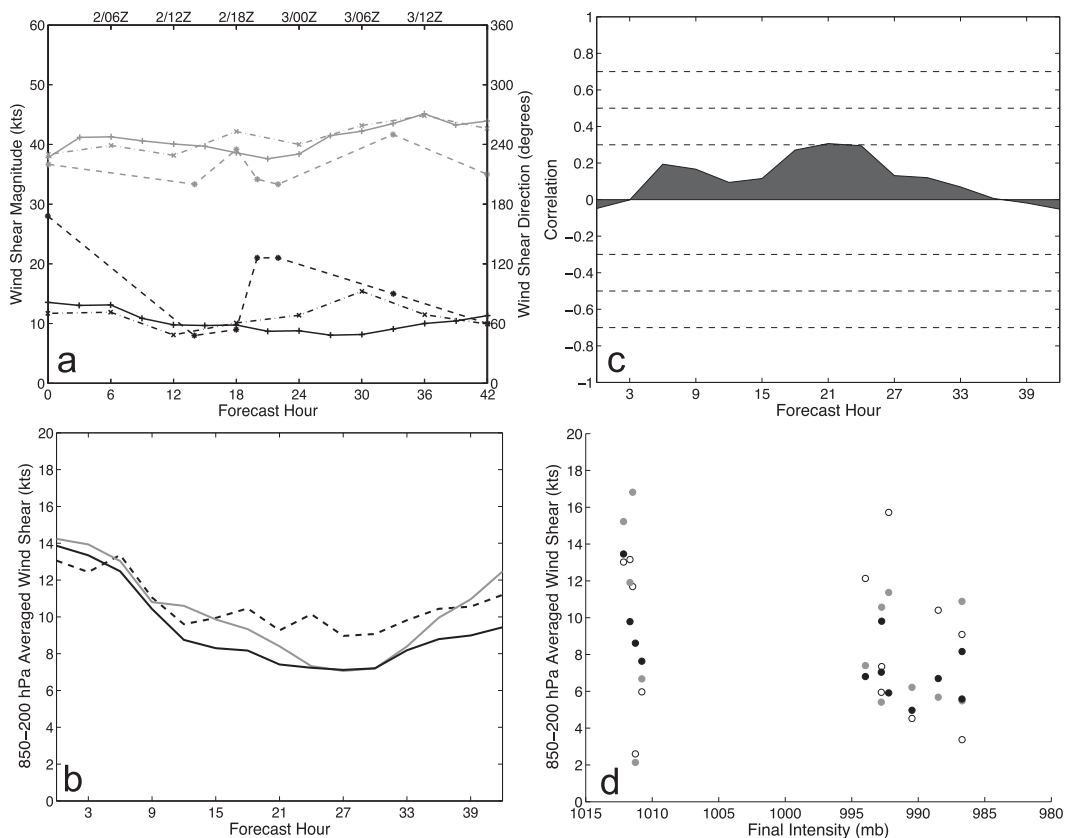 2/06Z 2/12Z 2/18Z 3/00Z 3/06Z 3/12Z
60 50 40 30 20 10 0
Wind Shear Magnitude (kts)
360 300 240 180 120 60 0
Wind Shear Direction (degrees)
a
0 6 12 18 24 30 36 42
Forecast Hour
1 0.8 0.6 0.4 0.2 0 −0.2 −0.4 −0.6 −0.8 −1
Correlation
c
3 9 15 21 27 33 39
Forecast Hour
20 18 16 14 12 10 8 6 4 2 0
850−200 hPa Averaged Wind Shear (kts)
b
3 9 15 21 27 33 39
Forecast Hour
20 18 16 14 12 10 8 6 4 2 0
850−200 hPa Averaged Wind Shear (kts)
d
1015 1010 1005 1000 995 990 985 980
Final Intensity (mb)